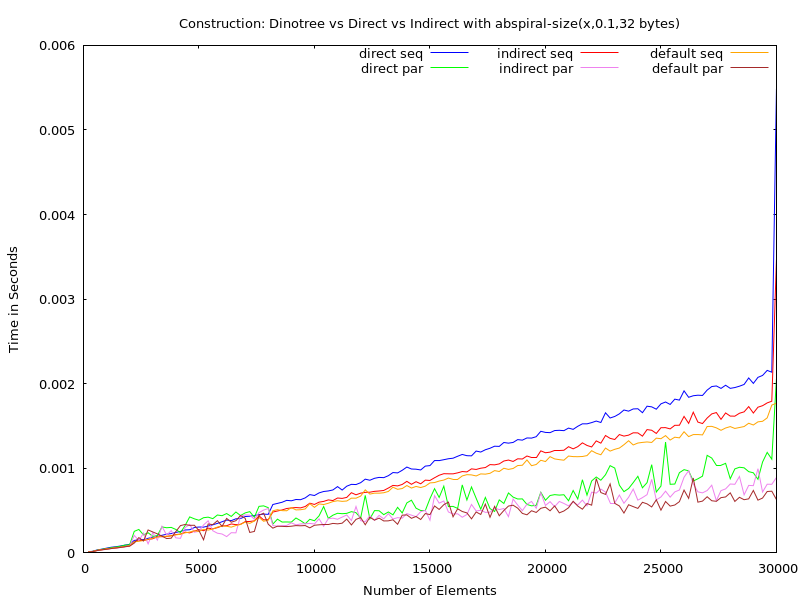 Construction: Dinotree vs Direct vs Indirect with abspiral-size(x,0.1,32 bytes)
direct seq indirect seq default seq
direct par indirect par default par
0.006
0.005
0.004
0.003
0.002
0.001
0
Time in Seconds
0 5000 10000 15000 20000 25000 30000
Number of Elements